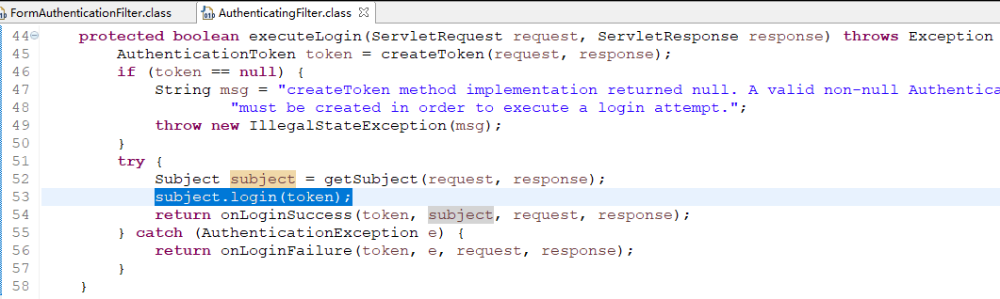 FormAuthenticationFilter.class AuthenticatingFilter.class
44 protected boolean executeLogin(ServletRequest request, ServletResponse response) throws Exception
45 AuthenticationToken token = createToken(request, response);
46 if (token == null) {
47 String msg = "createToken method implementation returned null. A valid non-null Authentica
48 "must be created in order to execute a login attempt.";
49 throw new IllegalStateException(msg);
50 }
51 try {
52 Subject subject = getSubject(request, response);
53 subject.login(token);
54 return onLoginSuccess(token, subject, request, response);
55 } catch (AuthenticationException e) {
56 return onLoginFailure(token, e, request, response);
57 }
58 }